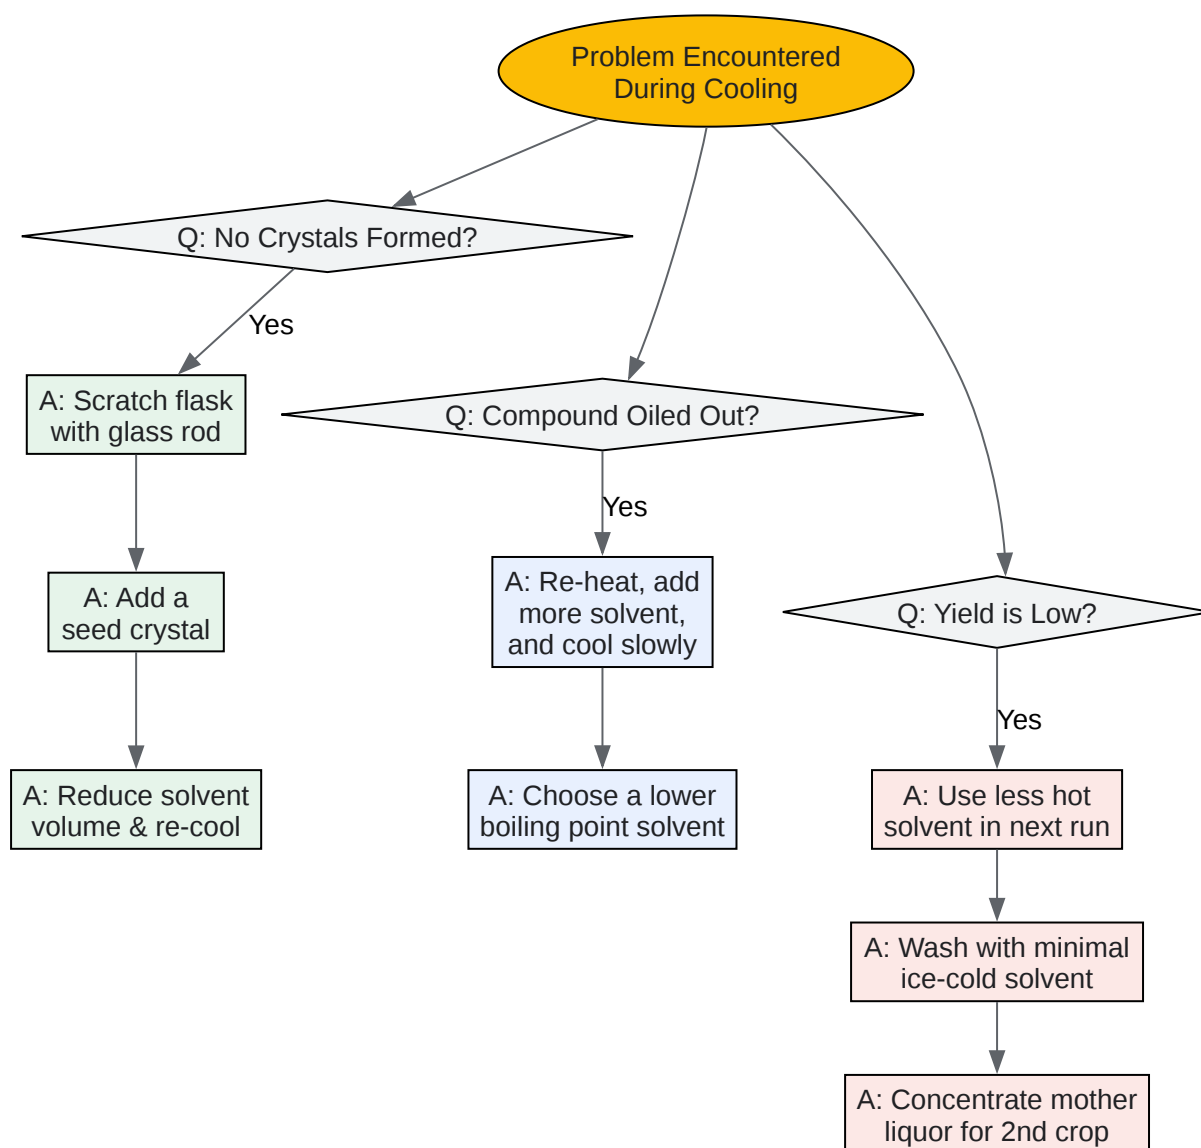 Problem Encountered
During Cooling
Q: No Crystals Formed?
Yes
A: Scratch flask
with glass rod
Q: Compound Oiled Out?
Yes
A: Re-heat, add
more solvent,
and cool slowly
A: Add a
seed crystal
Q: Yield is Low?
Yes
A: Reduce solvent
volume & re-cool
A: Choose a lower
boiling point solvent
A: Use less hot
solvent in next run
A: Wash with minimal
ice-cold solvent
A: Concentrate mother
liquor for 2nd crop